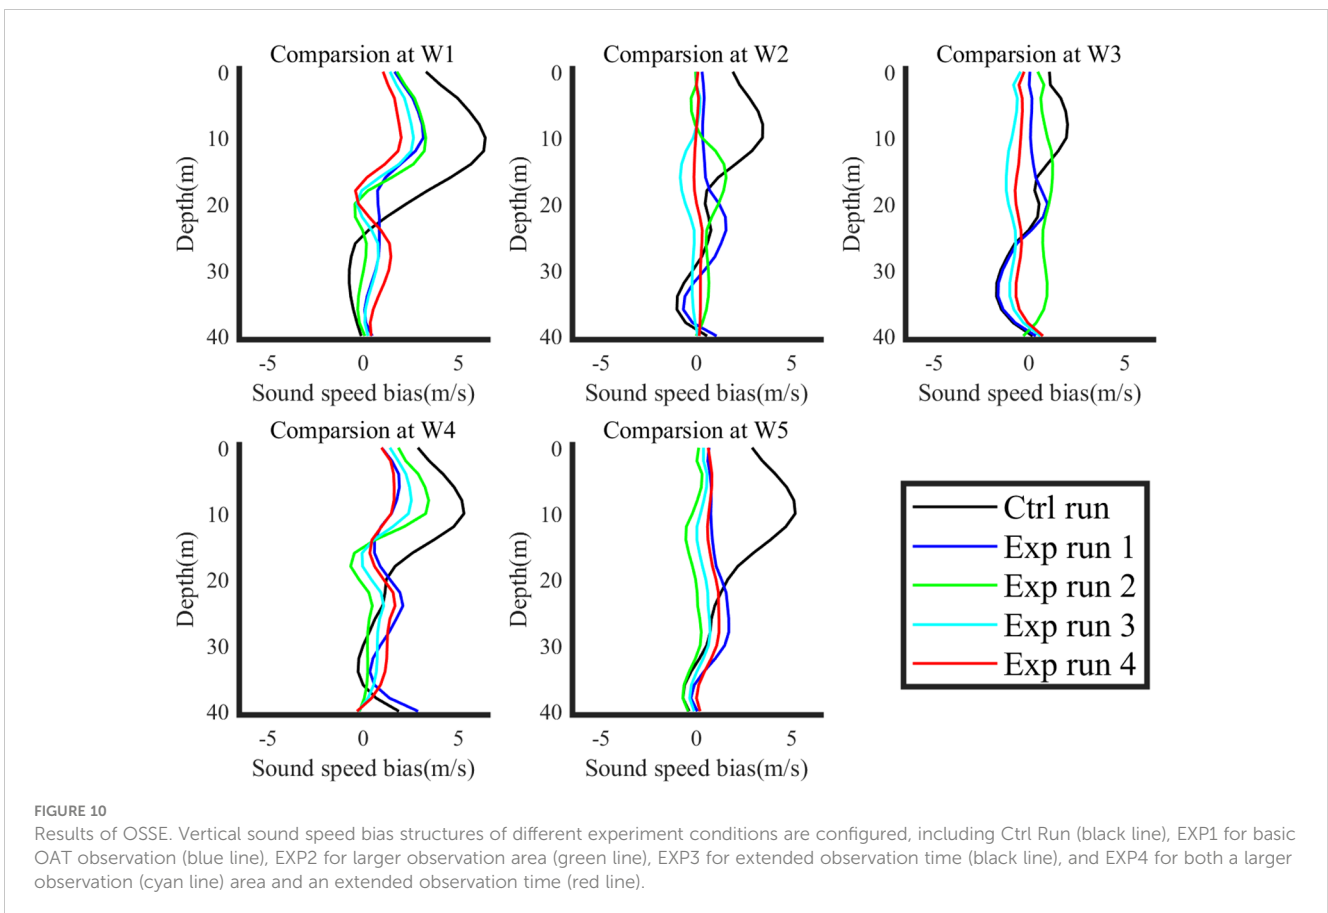 Comparsion at W1
0
10
20
30
40
Depth(m)
-5 0 5
Sound speed bias(m/s)
Comparsion at W2
0
10
20
30
40
Depth(m)
-5 0 5
Sound speed bias(m/s)
Comparsion at W3
0
10
20
30
40
Depth(m)
-5 0 5
Sound speed bias(m/s)
Comparsion at W4
0
10
20
30
40
Depth(m)
-5 0 5
Sound speed bias(m/s)
Comparsion at W5
0
10
20
30
40
Depth(m)
-5 0 5
Sound speed bias(m/s)
Ctrl run
Exp run 1
Exp run 2
Exp run 3
Exp run 4
FIGURE 10
Results of OSSE. Vertical sound speed bias structures of different experiment conditions are configured, including Ctrl Run (black line), EXP1 for basic
OAT observation (blue line), EXP2 for larger observation area (green line), EXP3 for extended observation time (black line), and EXP4 for both a larger
observation (cyan line) area and an extended observation time (red line).